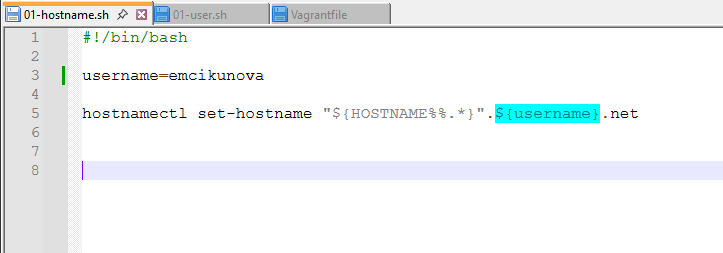 01-hostname.sh 01-user.sh Vagrantfile
1 #!/bin/bash
2
3 username=emcikunova
4
5 hostnamectl set-hostname "${HOSTNAME%%.*}".${username}.net
6
7
8